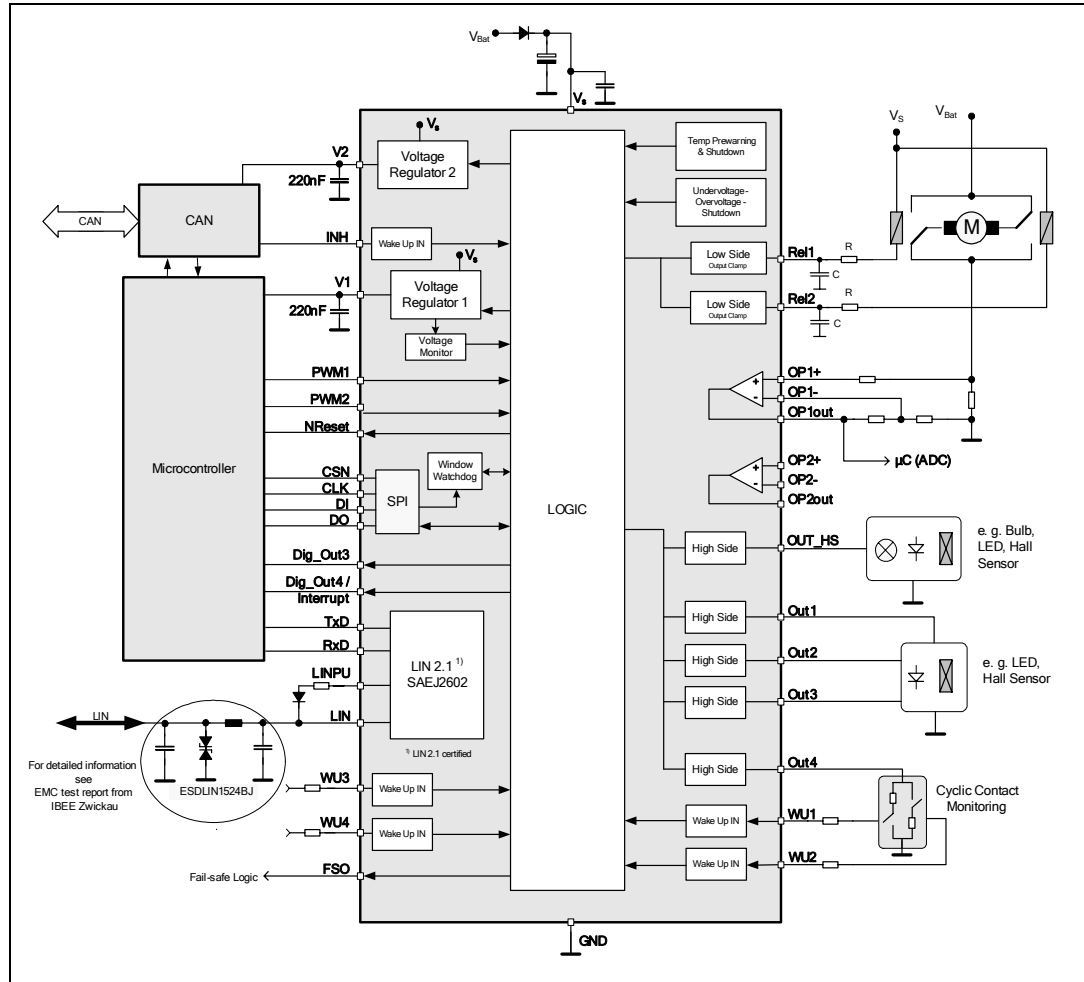 VBat
Vs
Vs
V2
220nF
Voltage
Regulator 2
CAN
CAN
INH
Wake Up IN
Vs
V1
220nF
Voltage
Regulator 1
Voltage
Monitor
PWM1
PWM2
NReset
Microcontroller
CSN
CLK
DI
DO
SPI
Window
Watchdog
Dig_Out3
Dig_Out4 /
Interrupt
TxD
RxD
LINPU
LIN
LIN 2.1 1)
SAEJ2602
1) LIN 2.1 certified
LIN
For detailed information
see
EMC test report from
IBEE Zwickau
ESDLIN1524BJ
WU3
Wake Up IN
WU4
Wake Up IN
Fail-safe Logic
FSO
LOGIC
GND
Temp Prewarning
& Shutdown
Undervoltage-
Overvoltage-
Shutdown
Low Side
Output Clamp
Rel1
R
C
Low Side
Output Clamp
Rel2
R
C
VS
VBat
M
+
-
OP1+
OP1-
OP1out
µC (ADC)
+
-
OP2+
OP2-
OP2out
High Side
OUT_HS
e. g. Bulb,
LED, Hall
Sensor
High Side
Out1
High Side
Out2
High Side
Out3
e. g. LED,
Hall Sensor
High Side
Out4
Cyclic Contact
Monitoring
Wake Up IN
WU1
Wake Up IN
WU2